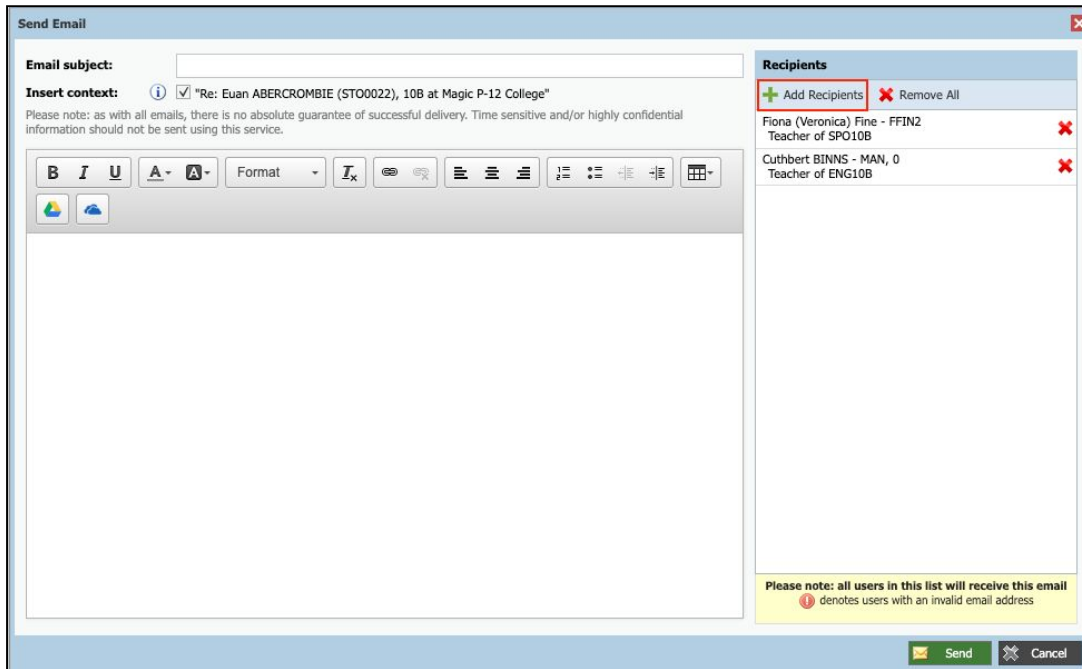 Send Email
Email subject:
Insert context: "Re: Euan ABERCROMBIE (STO0022), 10B at Magic P-12 College"
Please note: as with all emails, there is no absolute guarantee of successful delivery. Time sensitive and/or highly confidential
information should not be sent using this service.
B I U A A Format Tx
Recipients
Add Recipients Remove All
Fiona (Veronica) Fine - FFIN2
Teacher of SPO10B
Cuthbert BINNS - MAN, 0
Teacher of ENG10B
Please note: all users in this list will receive this email
denotes users with an invalid email address
Send Cancel